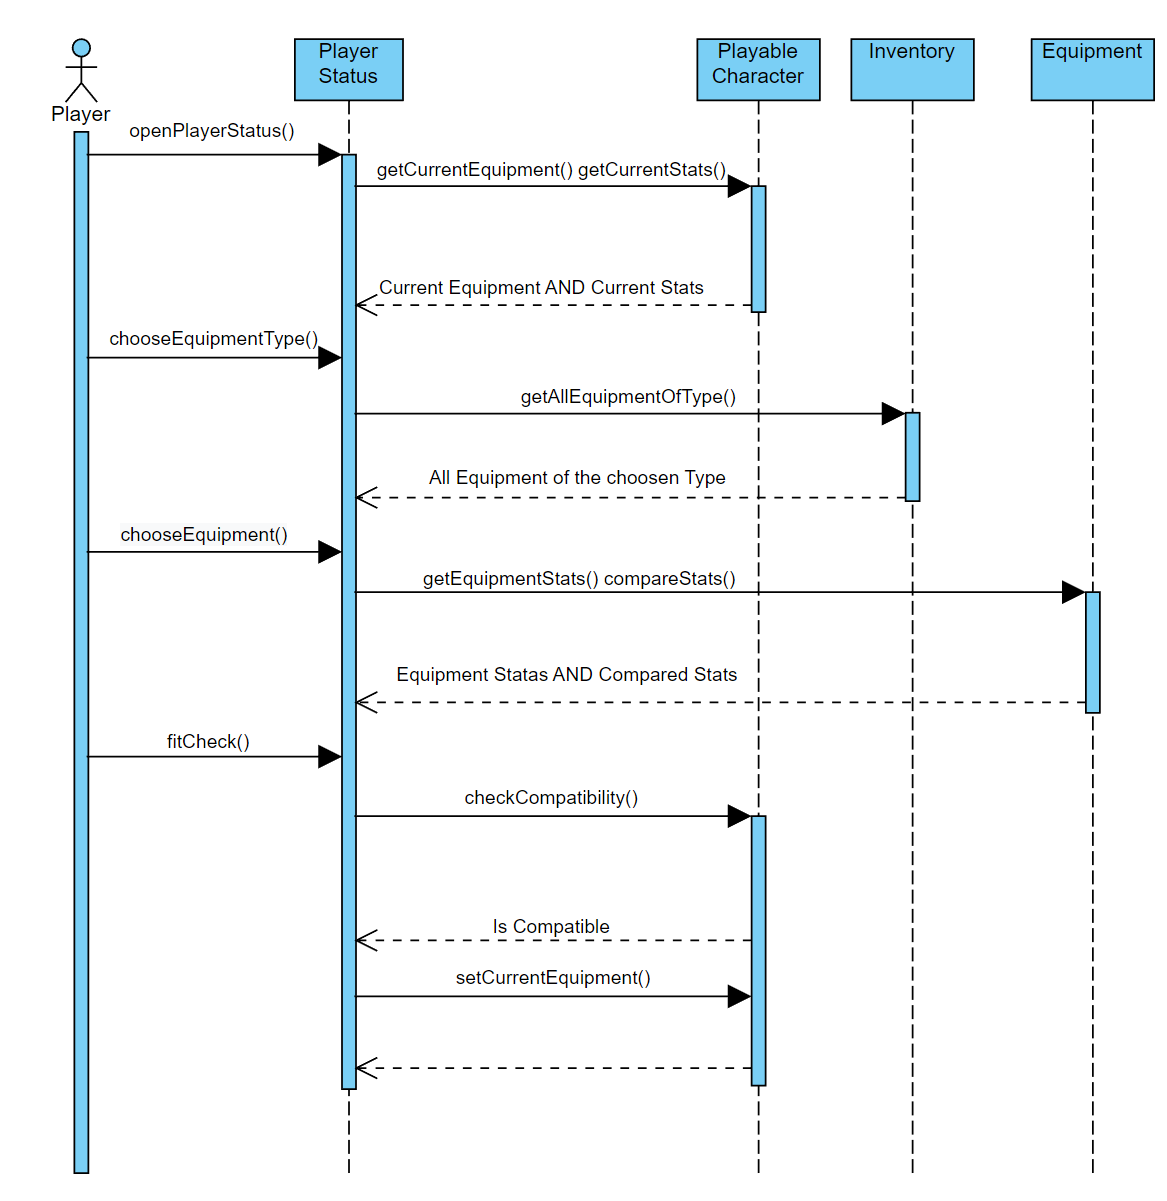 Player
Player
Status
Playable
Character
Inventory
Equipment
openPlayerStatus()
getCurrentEquipment() getCurrentStats()
Current Equipment AND Current Stats
chooseEquipmentType()
getAllEquipmentOfType()
All Equipment of the choosen Type
chooseEquipment()
getEquipmentStats() compareStats()
Equipment Statas AND Compared Stats
fitCheck()
checkCompatibility()
Is Compatible
setCurrentEquipment()